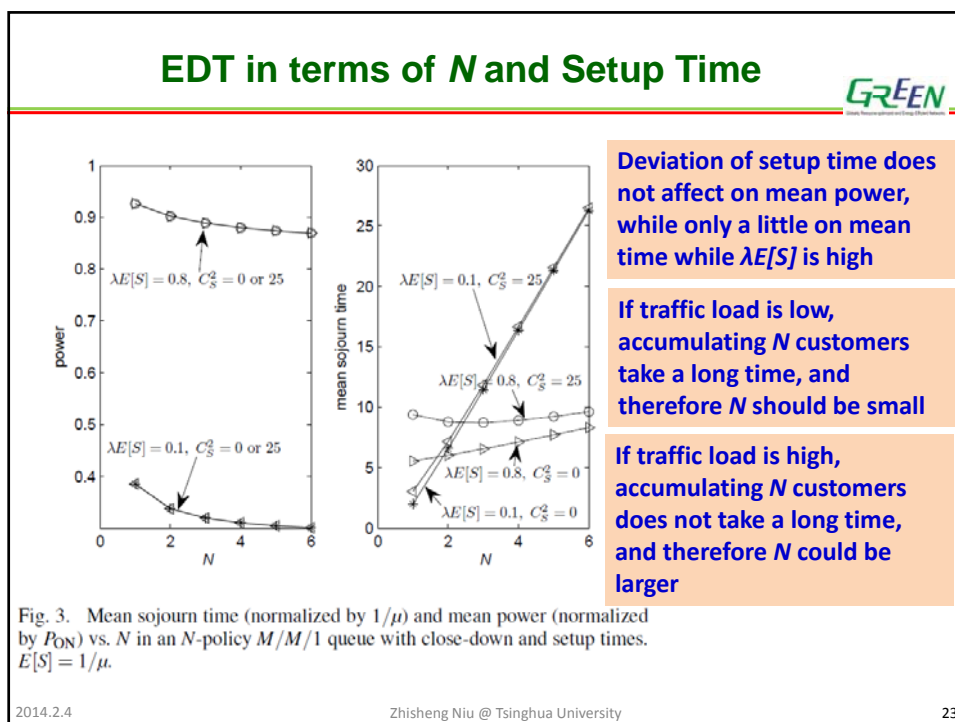 EDT in terms of N and Setup Time
GREEN
1
0.9
0.8
0.7
0.6
0.5
0.4
power
λE[S] = 0.8, C_S^2 = 0 or 25
λE[S] = 0.1, C_S^2 = 0 or 25
0
2
4
6
N
30
25
20
15
10
5
0
mean sojourn time
λE[S] = 0.1, C_S^2 = 25
λE[S] = 0.8, C_S^2 = 25
λE[S] = 0.8, C_S^2 = 0
λE[S] = 0.1, C_S^2 = 0
0
2
4
6
N
Deviation of setup time does
not affect on mean power,
while only a little on mean
time while λE[S] is high
If traffic load is low,
accumulating N customers
take a long time, and
therefore N should be small
If traffic load is high,
accumulating N customers
does not take a long time,
and therefore N could be
larger
Fig. 3. Mean sojourn time (normalized by 1/μ) and mean power (normalized
by P_ON) vs. N in an N-policy M/M/1 queue with close-down and setup times.
E[S] = 1/μ.
2014.2.4
Zhisheng Niu @ Tsinghua University
23